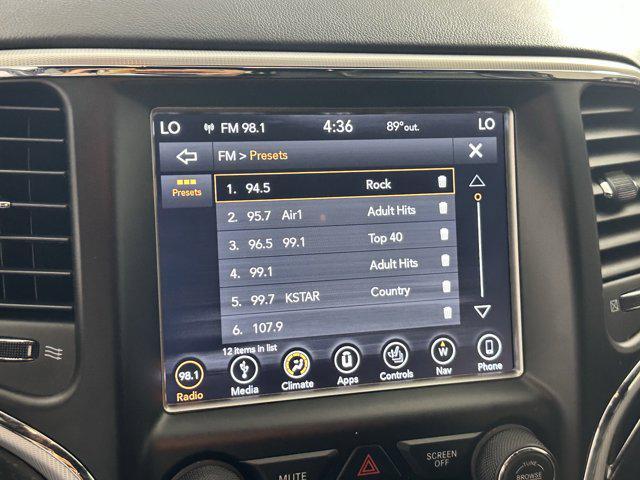 LO FM 98.1 4:36 89°out. LO
FM > Presets
Presets
1. 94.5 Rock
2. 95.7 Air1 Adult Hits
3. 96.5 99.1 Top 40
4. 99.1 Adult Hits
5. 99.7 KSTAR Country
6. 107.9
12 items in list
98.1 W
Radio Media Climate Apps Controls Nav Phone
MUTE SCREEN OFF TUNE BROWSE